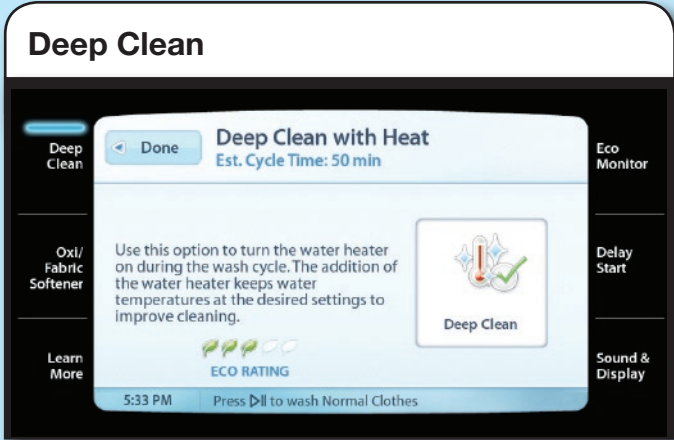 Deep Clean
Deep
Clean
Oxi/
Fabric
Softener
Learn
More
Done
Deep Clean with Heat
Est. Cycle Time: 50 min
Use this option to turn the water heater
on during the wash cycle. The addition of
the water heater keeps water
temperatures at the desired settings to
improve cleaning.
ECO RATING
Deep Clean
5:33 PM
Press ▷II to wash Normal Clothes
Eco
Monitor
Delay
Start
Sound &
Display